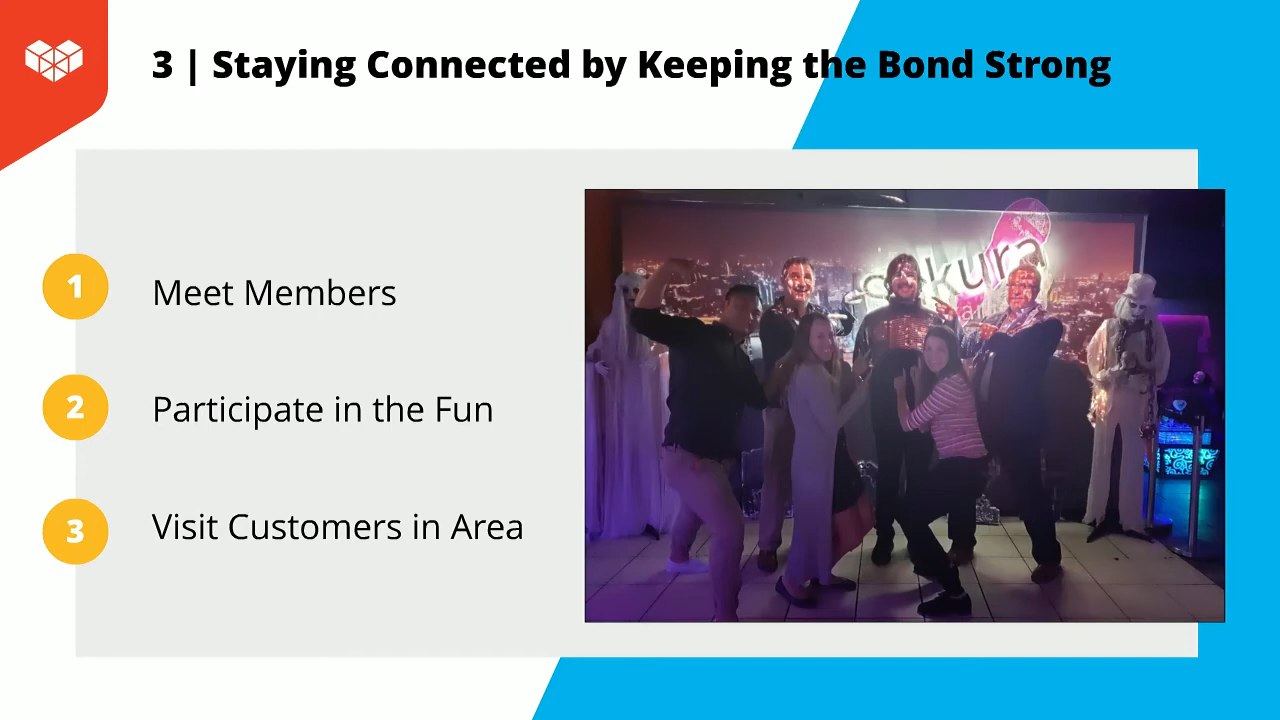 3 | Staying Connected by Keeping the Bond Strong
1 Meet Members
2 Participate in the Fun
3 Visit Customers in Area